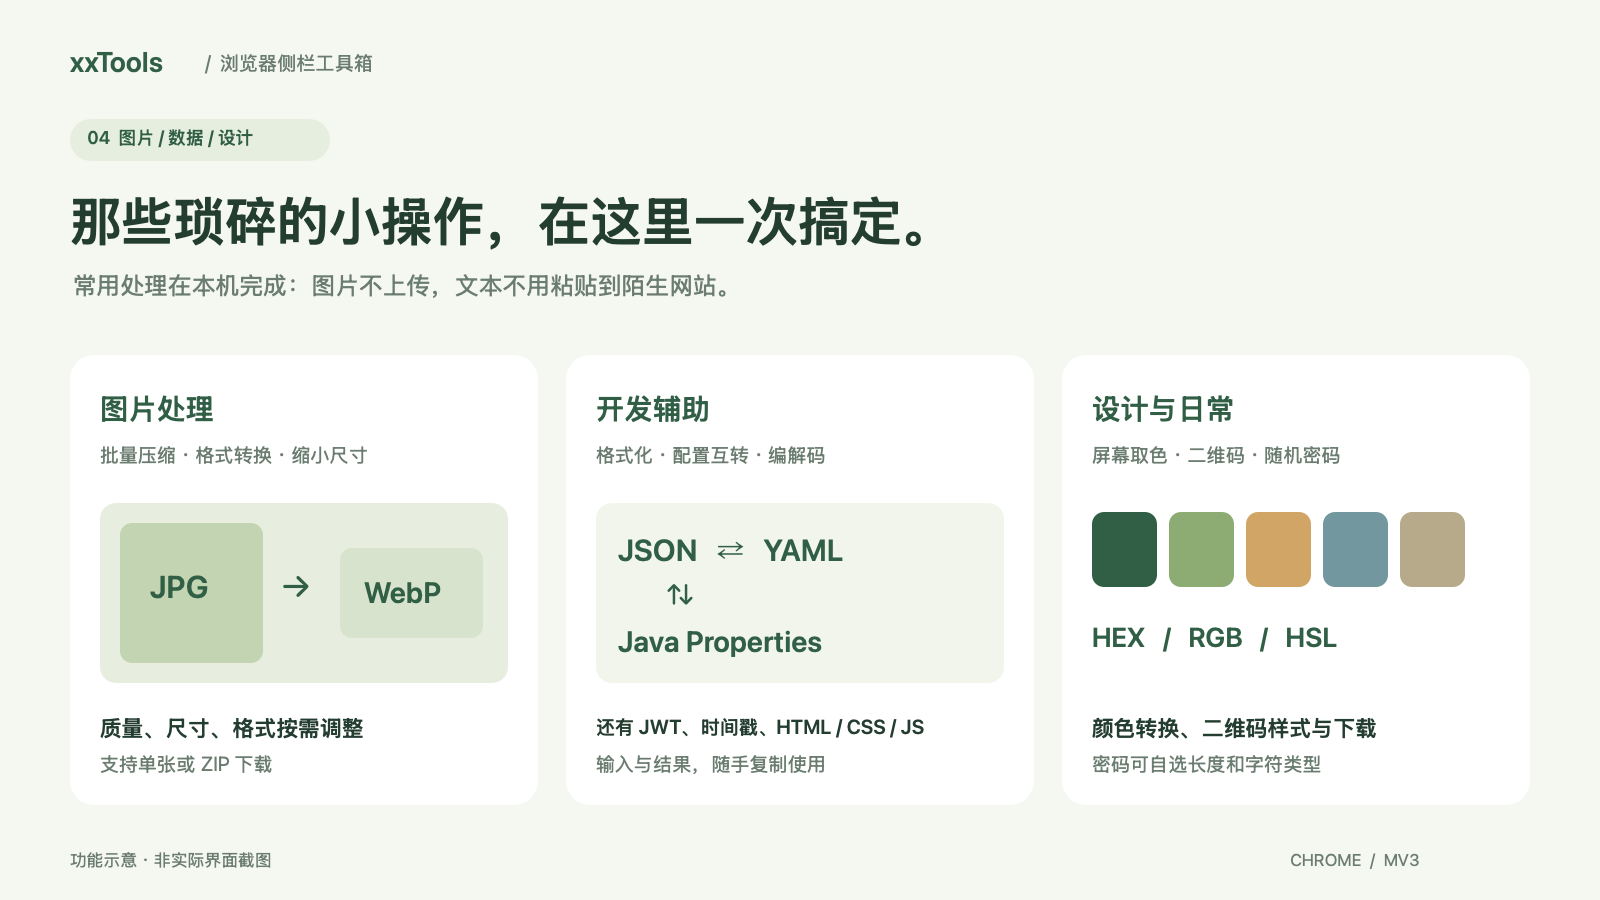 xxTools / 浏览器侧栏工具箱
04 图片 / 数据 / 设计
那些琐碎的小操作，在这里一次搞定。
常用处理在本机完成：图片不上传，文本不用粘贴到陌生网站。
图片处理
批量压缩 · 格式转换 · 缩小尺寸
JPG → WebP
质量、尺寸、格式按需调整
支持单张或 ZIP 下载
开发辅助
格式化 · 配置互转 · 编解码
JSON ⇄ YAML
⇅
Java Properties
还有 JWT、时间戳、HTML / CSS / JS
输入与结果，随手复制使用
设计与日常
屏幕取色 · 二维码 · 随机密码
HEX / RGB / HSL
颜色转换、二维码样式与下载
密码可自选长度和字符类型
功能示意 · 非实际界面截图
CHROME / MV3